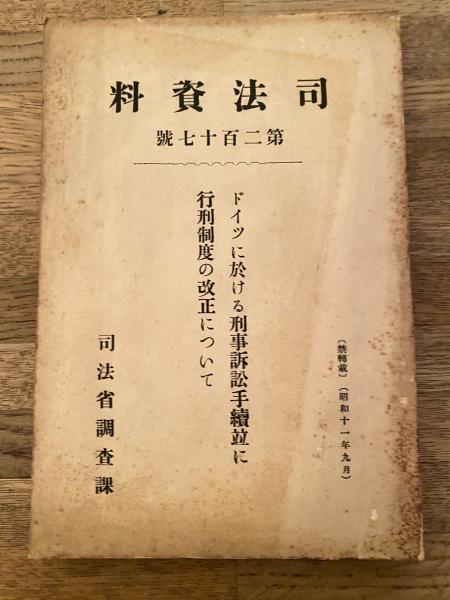 司法資料
第二百十七號
〔禁轉載〕（昭和十一年九月）
ドイツに於ける刑事訴訟手續竝に
行刑制度の改正について
司法省調査課